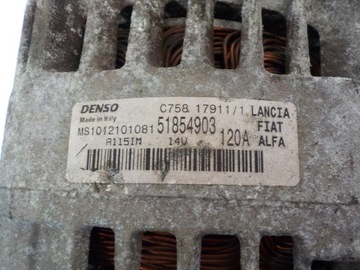 DENSO C758 17911/1 LANCIA
Made in Italy FIAT
MS1012101081 51854903 120A ALFA
A115IM 14V